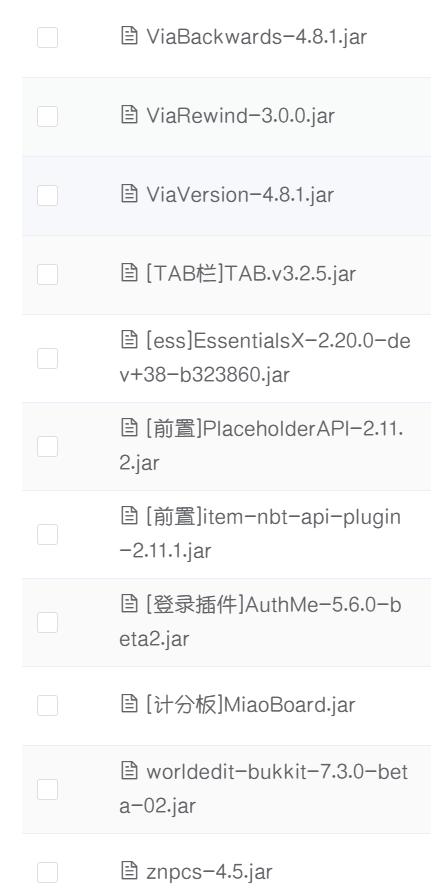 ViaBackwards-4.8.1.jar
ViaRewind-3.0.0.jar
ViaVersion-4.8.1.jar
[TAB栏]TAB.v3.2.5.jar
[ess]EssentialsX-2.20.0-de
v+38-b323860.jar
[前置]PlaceholderAPI-2.11.
2.jar
[前置]item-nbt-api-plugin
-2.11.1.jar
[登录插件]AuthMe-5.6.0-b
eta2.jar
[计分板]MiaoBoard.jar
worldedit-bukkit-7.3.0-bet
a-02.jar
znpcs-4.5.jar